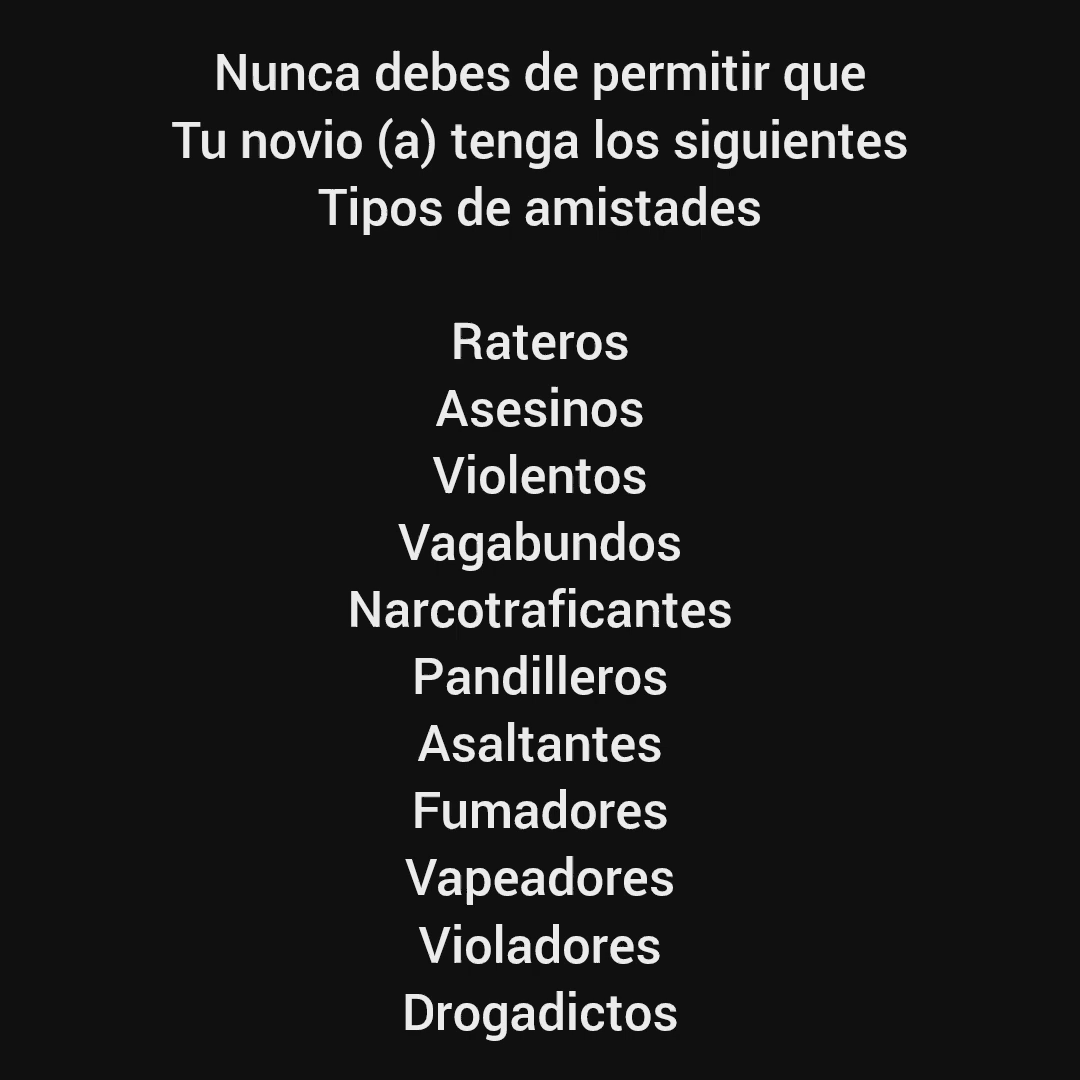 Nunca debes de permitir que
Tu novio (a) tenga los siguientes
Tipos de amistades
Rateros
Asesinos
Violentos
Vagabundos
Narcotraficantes
Pandilleros
Asaltantes
Fumadores
Vapeadores
Violadores
Drogadictos